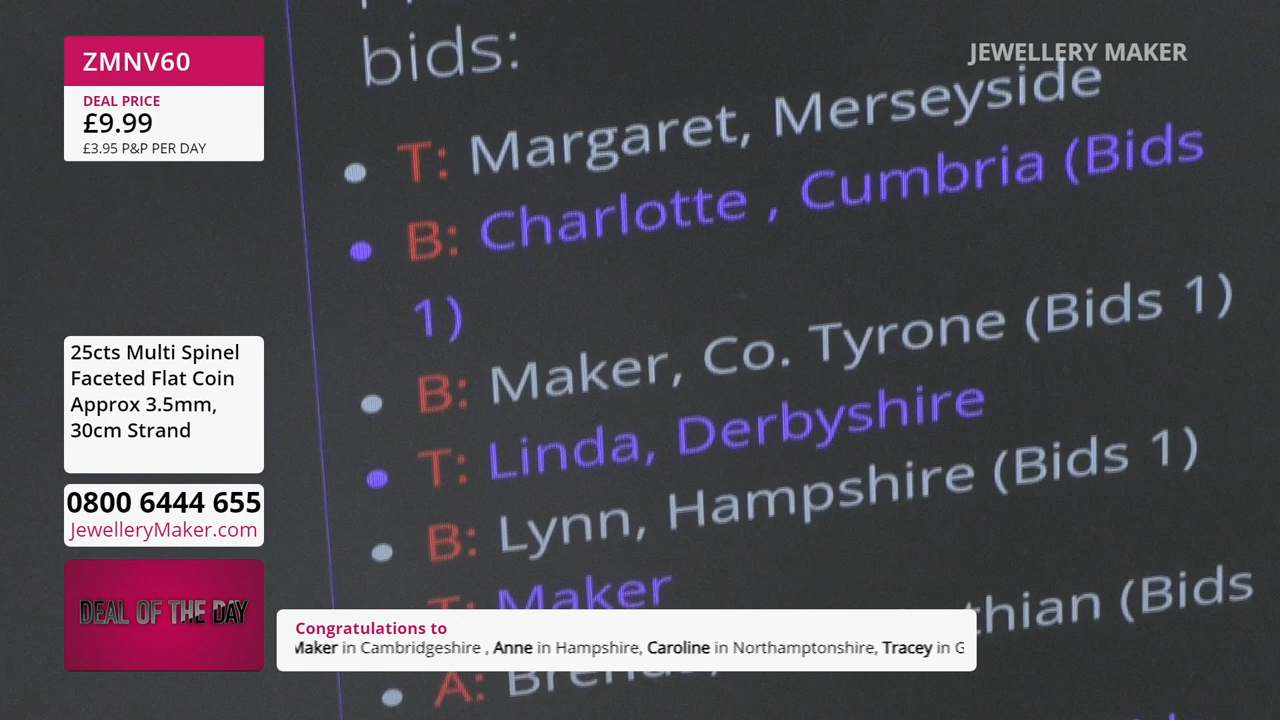 ZMNV60
DEAL PRICE
£9.99
£3.95 P&P PER DAY
JEWELLERY MAKER
bids:
T: Margaret, Merseyside
B: Charlotte , Cumbria (Bids
1)
B: Maker, Co. Tyrone (Bids 1)
T: Linda, Derbyshire
B: Lynn, Hampshire (Bids 1)
T: Maker
thian (Bids
A:
25cts Multi Spinel
Faceted Flat Coin
Approx 3.5mm,
30cm Strand
0800 6444 655
JewelleryMaker.com
DEAL OF THE DAY
Congratulations to
Maker in Cambridgeshire , Anne in Hampshire, Caroline in Northamptonshire, Tracey in G